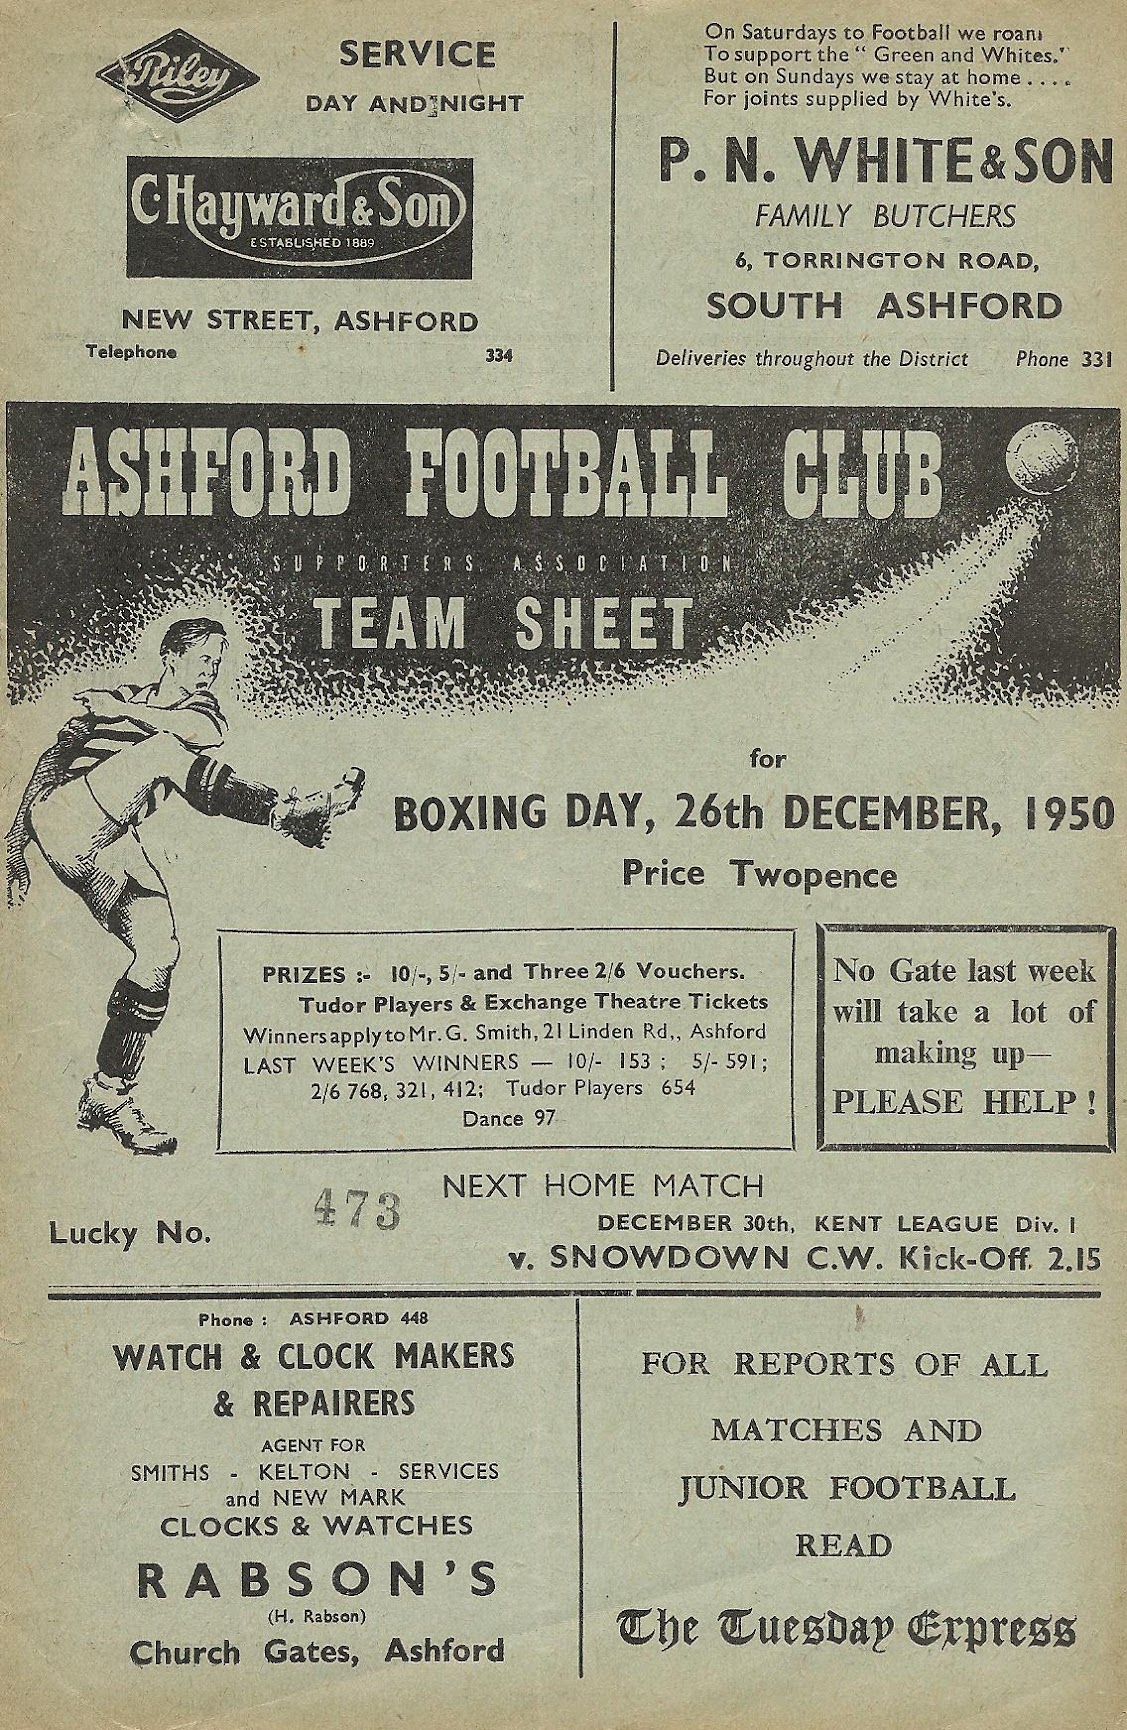 Riley
SERVICE
DAY AND NIGHT
C. Hayward & Son
ESTABLISHED 1889
NEW STREET, ASHFORD
Telephone 334
On Saturdays to Football we roam
To support the " Green and Whites."
But on Sundays we stay at home . . . .
For joints supplied by White's.
P. N. WHITE & SON
FAMILY BUTCHERS
6, TORRINGTON ROAD,
SOUTH ASHFORD
Deliveries throughout the District Phone 331
ASHFORD FOOTBALL CLUB
SUPPORTERS ASSOCIATION
TEAM SHEET
for
BOXING DAY, 26th DECEMBER, 1950
Price Twopence
PRIZES :- 10/-, 5/- and Three 2/6 Vouchers.
Tudor Players & Exchange Theatre Tickets
Winners apply to Mr. G. Smith, 21 Linden Rd,, Ashford
LAST WEEK'S WINNERS — 10/- 153 ; 5/- 591;
2/6 768, 321, 412; Tudor Players 654
Dance 97
No Gate last week
will take a lot of
making up—
PLEASE HELP !
NEXT HOME MATCH
Lucky No. 473
DECEMBER 30th, KENT LEAGUE Div. I
v. SNOWDOWN C.W. Kick-Off. 2.15
Phone : ASHFORD 448
WATCH & CLOCK MAKERS
& REPAIRERS
AGENT FOR
SMITHS - KELTON - SERVICES
and NEW MARK
CLOCKS & WATCHES
RABSON'S
(H. Rabson)
Church Gates, Ashford
FOR REPORTS OF ALL
MATCHES AND
JUNIOR FOOTBALL
READ
The Tuesday Express